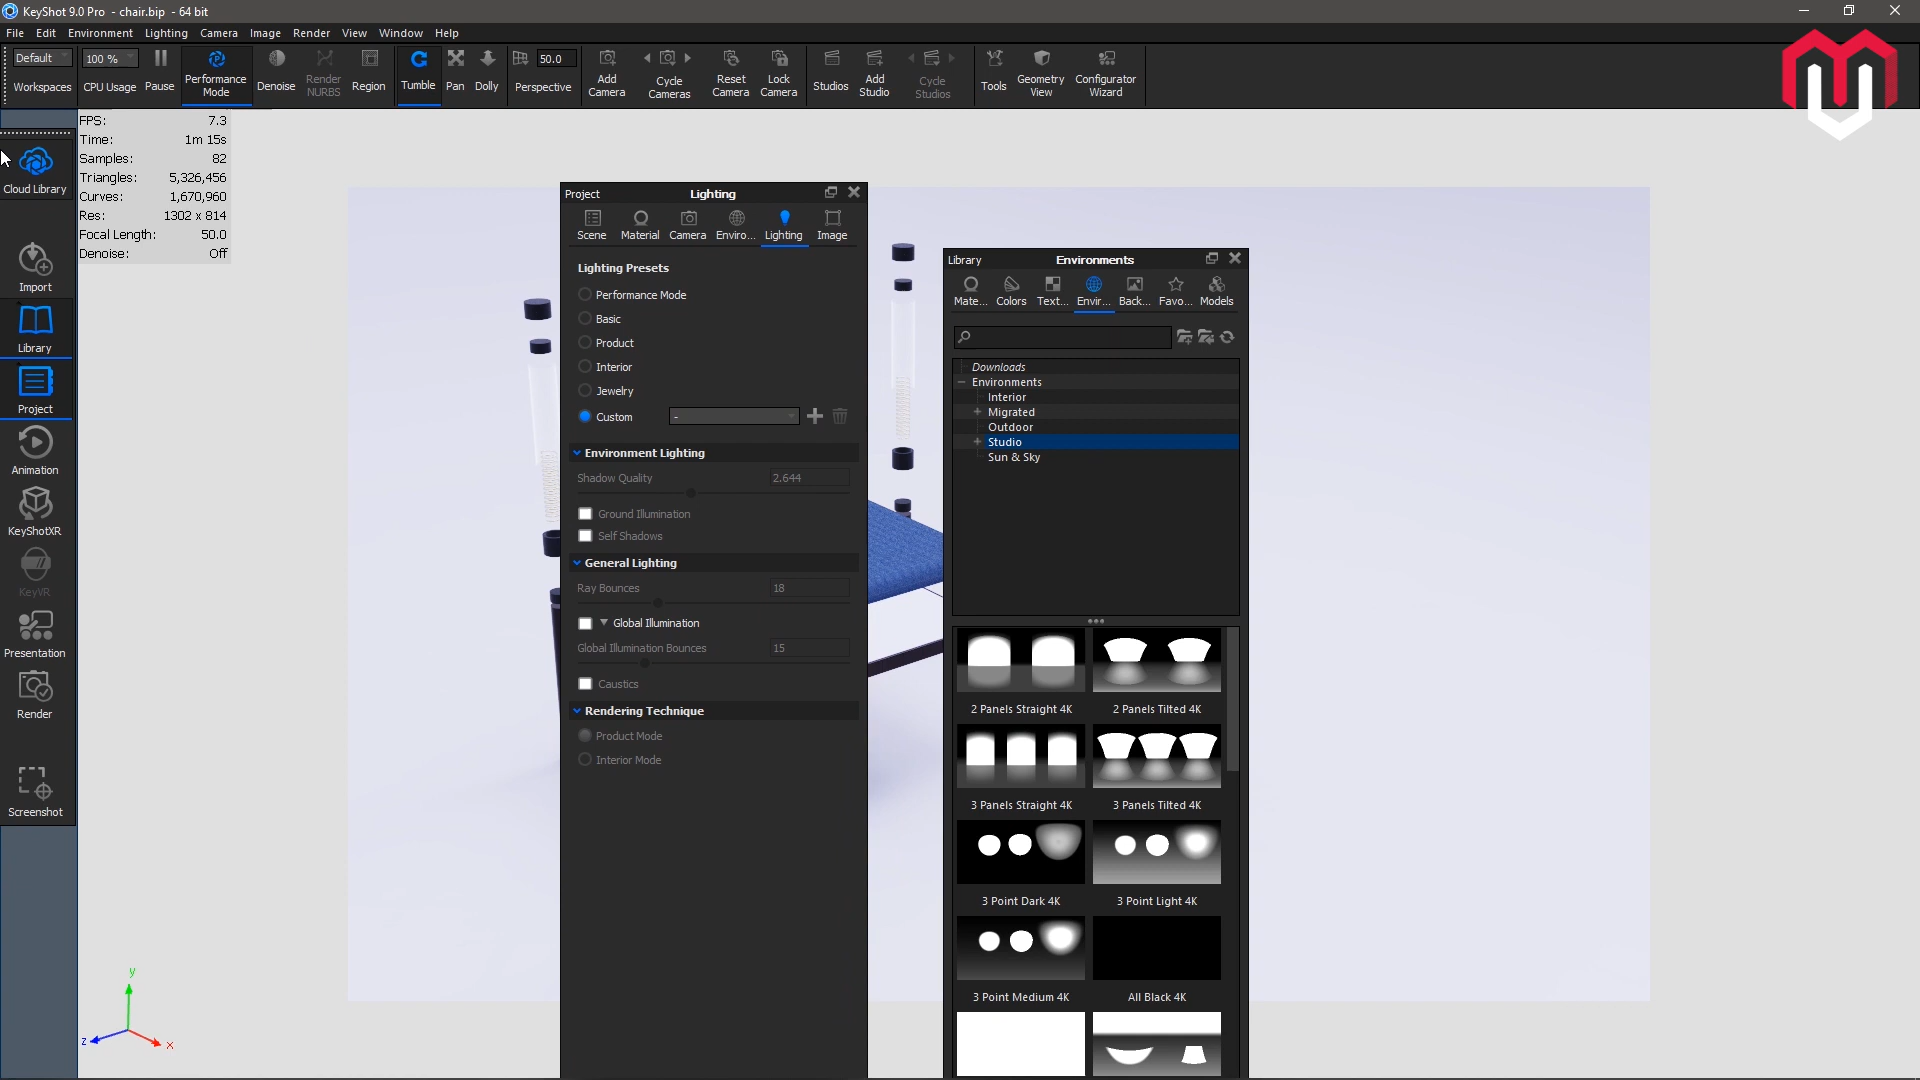 KeyShot 9.0 Pro - chair.bip - 64 bit
File Edit Environment Lighting Camera Image Render View Window Help
Default 100 % 50.0
Workspaces CPU Usage Pause Performance Mode Denoise Render NURBS Region Tumble Pan Dolly Perspective Add Camera Cycle Cameras Reset Camera Lock Camera Studios Add Studio Cycle Studios Tools Geometry View Configurator Wizard
FPS: 7.3
Time: 1m 15s
Samples: 82
Triangles: 5,326,456
Curves: 1,670,960
Res: 1302 x 814
Focal Length: 50.0
Denoise: Off
Cloud Library
Import
Library
Project
Animation
KeyShotXR
KeyVR
Presentation
Render
Screenshot
Project Lighting
Scene Material Camera Enviro... Lighting Image
Lighting Presets
Performance Mode
Basic
Product
Interior
Jewelry
Custom -
Environment Lighting
Shadow Quality 2.644
Ground Illumination
Self Shadows
General Lighting
Ray Bounces 18
Global Illumination
Global Illumination Bounces 15
Caustics
Rendering Technique
Product Mode
Interior Mode
Library Environments
Mate... Colors Text... Envir... Back... Favo... Models
Downloads
Environments
Interior
Migrated
Outdoor
Studio
Sun & Sky
2 Panels Straight 4K 2 Panels Tilted 4K
3 Panels Straight 4K 3 Panels Tilted 4K
3 Point Dark 4K 3 Point Light 4K
3 Point Medium 4K All Black 4K
y
z x